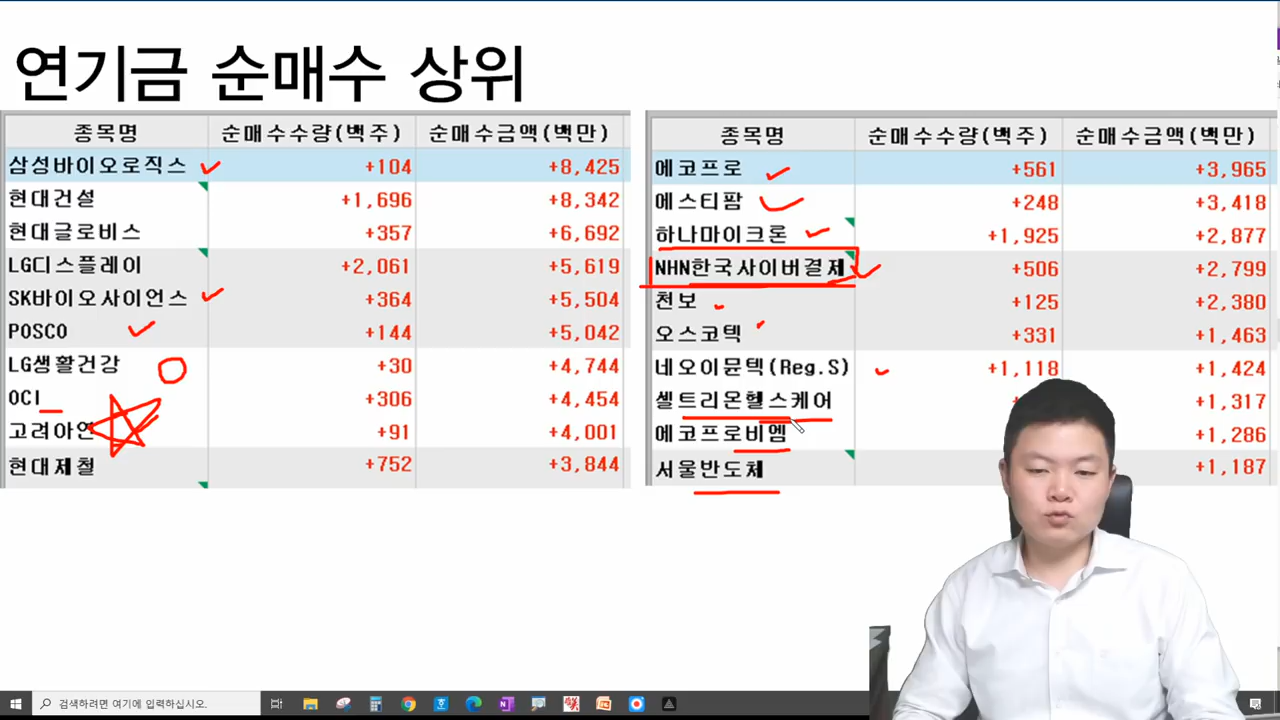 연기금 순매수 상위
종목명 순매수수량(백주) 순매수금액(백만)
삼성바이오로직스 +104 +8,425
현대건설 +1,696 +8,342
현대글로비스 +357 +6,692
LG디스플레이 +2,061 +5,619
SK바이오사이언스 +364 +5,504
POSCO +144 +5,042
LG생활건강 +30 +4,744
OCI +306 +4,454
고려아연 +91 +4,001
현대제철 +752 +3,844
종목명 순매수수량(백주) 순매수금액(백만)
에코프로 +561 +3,965
에스티팜 +248 +3,418
하나마이크론 +1,925 +2,877
NHN한국사이버결제 +506 +2,799
천보 +125 +2,380
오스코텍 +331 +1,463
네오이뮨텍(Reg.S) +1,118 +1,424
셀트리온헬스케어 +1,317
에코프로비엠 +1,286
서울반도체 +1,187
검색하려면 여기에 입력하십시오.